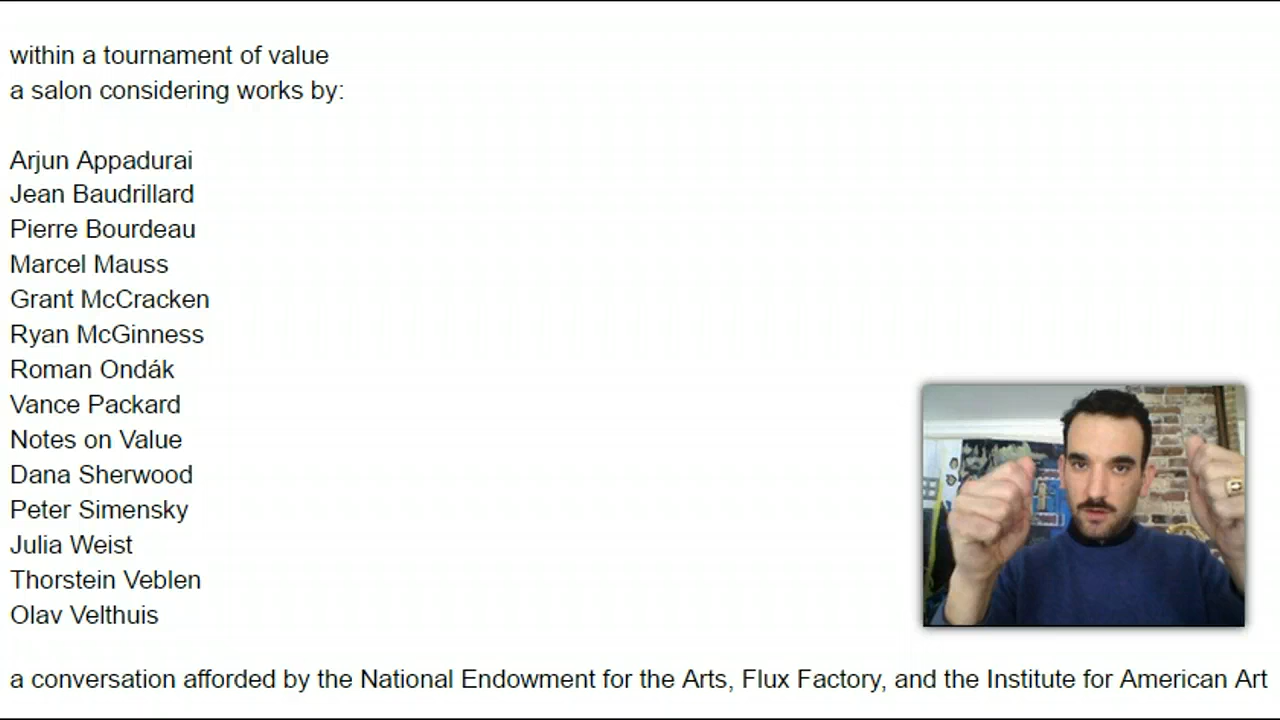 within a tournament of value
a salon considering works by:
Arjun Appadurai
Jean Baudrillard
Pierre Bourdeau
Marcel Mauss
Grant McCracken
Ryan McGinness
Roman Ondák
Vance Packard
Notes on Value
Dana Sherwood
Peter Simensky
Julia Weist
Thorstein Veblen
Olav Velthuis
a conversation afforded by the National Endowment for the Arts, Flux Factory, and the Institute for American Art